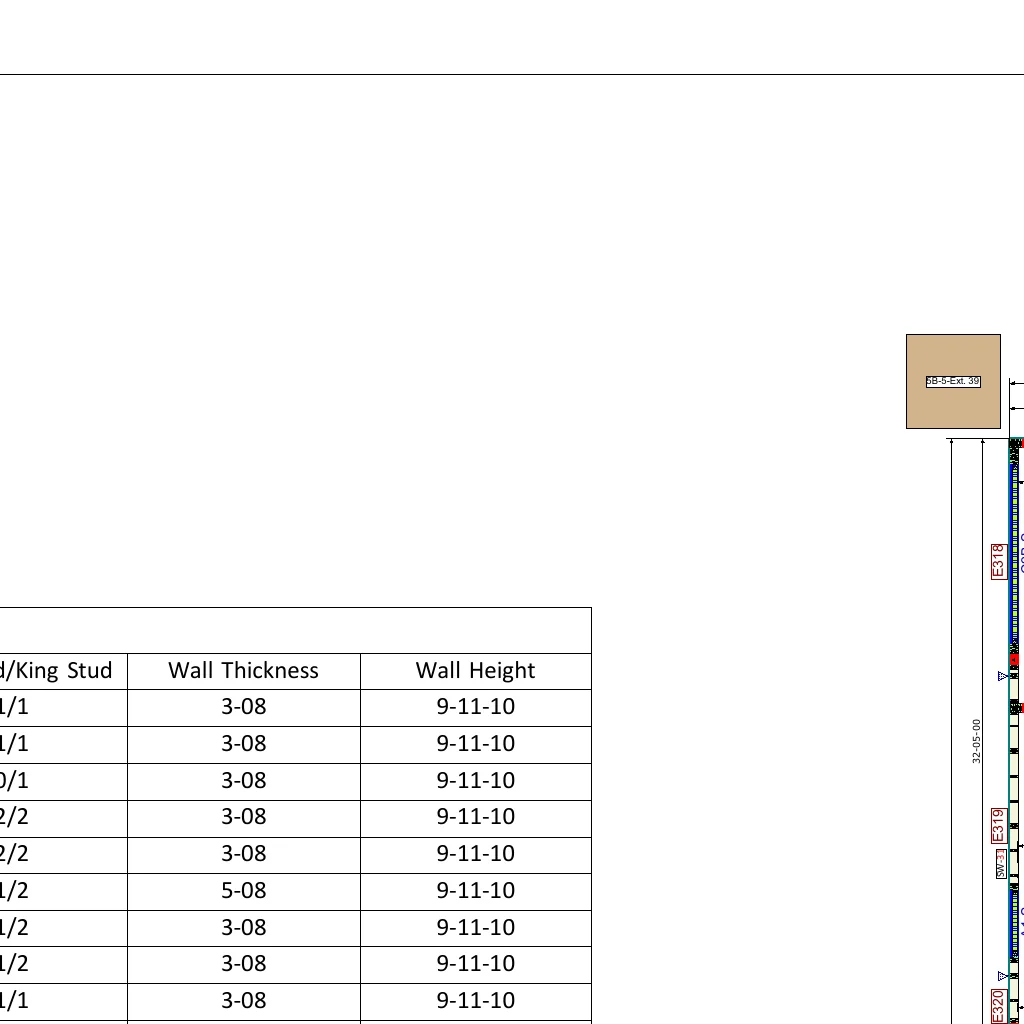 5B-5-Ext. 39
E318
32-05-00
E319
SW-31
E320
d/King Stud Wall Thickness Wall Height
1/1 3-08 9-11-10
1/1 3-08 9-11-10
0/1 3-08 9-11-10
2/2 3-08 9-11-10
2/2 3-08 9-11-10
1/2 5-08 9-11-10
1/2 3-08 9-11-10
1/2 3-08 9-11-10
1/1 3-08 9-11-10